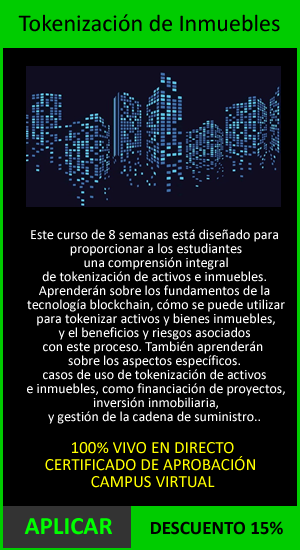 Tokenización de Inmuebles
Este curso de 8 semanas está diseñado para
proporcionar a los estudiantes
una comprensión integral
de tokenización de activos e inmuebles.
Aprenderán sobre los fundamentos de la
tecnología blockchain, cómo se puede utilizar
para tokenizar activos y bienes inmuebles,
y el beneficios y riesgos asociados
con este proceso. También aprenderán
sobre los aspectos específicos.
casos de uso de tokenización de activos
e inmuebles, como financiación de proyectos,
inversión inmobiliaria,
y gestión de la cadena de suministro..
100% VIVO EN DIRECTO
CERTIFICADO DE APROBACIÓN
CAMPUS VIRTUAL
APLICAR
DESCUENTO 15%